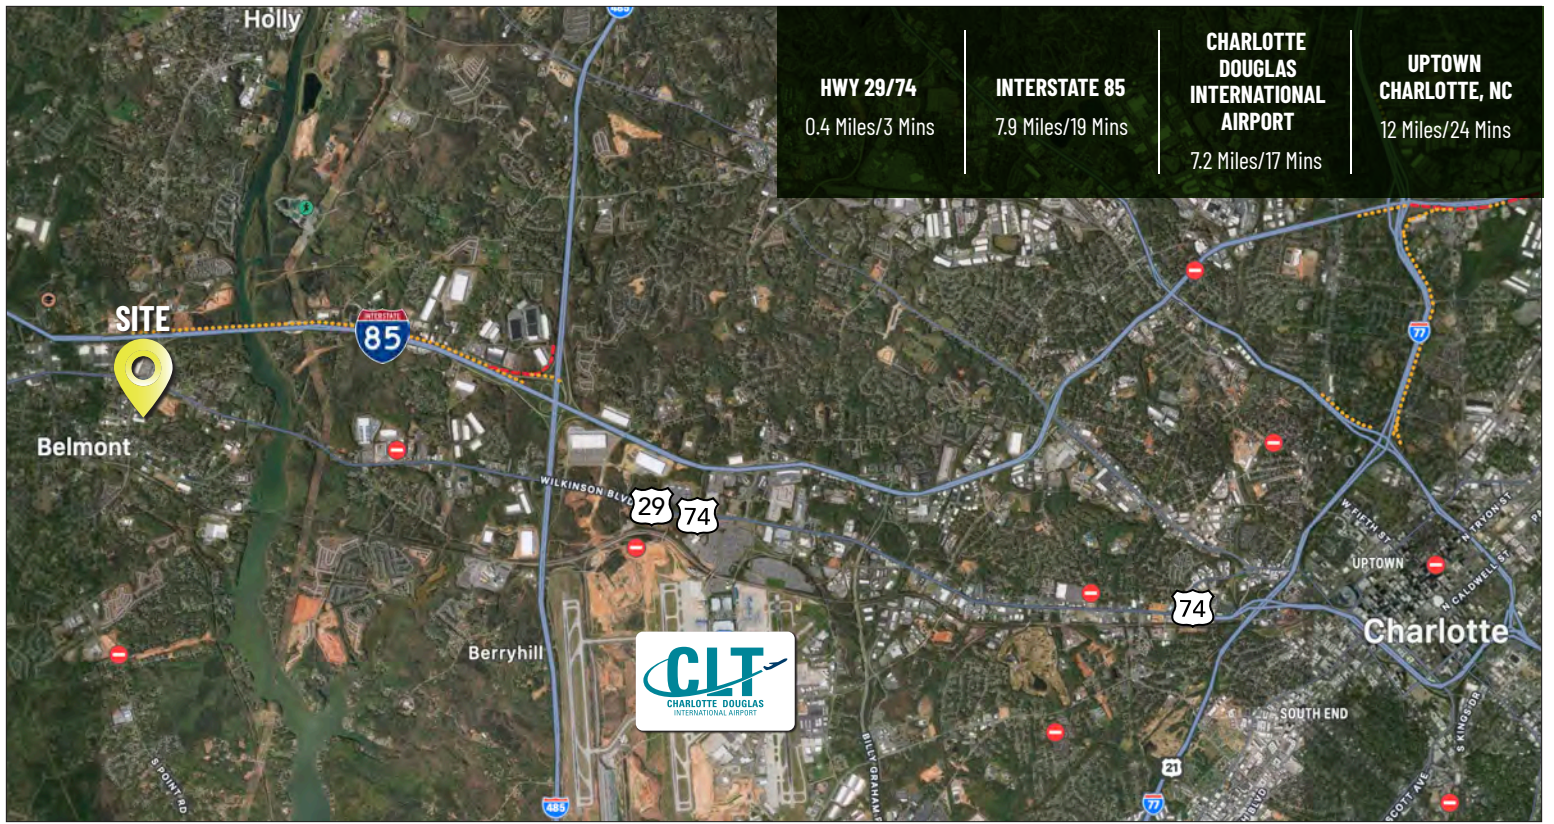 Holly
485
HWY 29/74
0.4 Miles/3 Mins
INTERSTATE 85
7.9 Miles/19 Mins
CHARLOTTE
DOUGLAS
INTERNATIONAL
AIRPORT
7.2 Miles/17 Mins
UPTOWN
CHARLOTTE, NC
12 Miles/24 Mins
SITE
INTERSTATE
85
77
Belmont
WILKINSON BLVD
29
74
W FIFTH ST
N TRYON ST
UPTOWN
N CALDWELL ST
74
Charlotte
Berryhill
CLT
CHARLOTTE DOUGLAS
INTERNATIONAL AIRPORT
SOUTH END
S KINGS DR
BILLY GRAHAM
S POINT RD
21
485
77
SCOTT AVE
BLVD